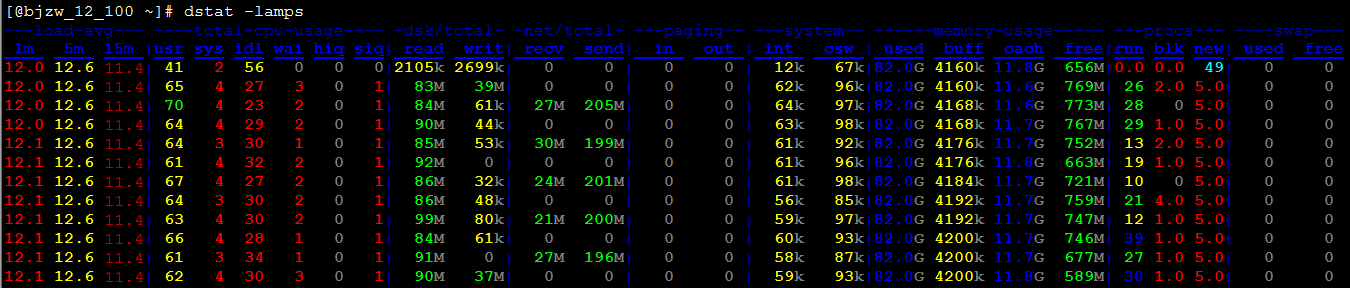 [@bjzw_12_100 ~]# dstat -lamps
---load-avg--- ----total-cpu-usage---- -dsk/total- -net/total- ---paging-- ---system-- ------memory-usage----- ---procs--- ----swap---
1m 5m 15m |usr sys idl wai hiq siq| read writ| recv send| in out | int csw | used buff cach free|run blk new| used free
12.0 12.6 11.4| 41 2 56 0 0 0|2105k 2699k| 0 0 | 0 0 | 12k 67k|82.0G 4160k 11.8G 656M|0.0 0.0 49| 0 0
12.0 12.6 11.4| 65 4 27 3 0 1| 83M 39M| 0 0 | 0 0 | 62k 96k|82.0G 4160k 11.6G 769M| 26 2.0 5.0| 0 0
12.0 12.6 11.4| 70 4 23 2 0 1| 84M 61k| 27M 205M| 0 0 | 64k 97k|82.0G 4168k 11.6G 773M| 28 0 5.0| 0 0
12.0 12.6 11.4| 64 4 29 2 0 1| 90M 44k| 0 0 | 0 0 | 63k 98k|82.0G 4168k 11.7G 767M| 29 1.0 5.0| 0 0
12.1 12.6 11.4| 64 3 30 1 0 1| 85M 53k| 30M 199M| 0 0 | 61k 92k|82.0G 4176k 11.7G 752M| 13 2.0 5.0| 0 0
12.1 12.6 11.4| 61 4 32 2 0 1| 92M 0 | 0 0 | 0 0 | 61k 96k|82.0G 4176k 11.8G 663M| 19 1.0 5.0| 0 0
12.1 12.6 11.4| 67 4 27 2 0 1| 86M 32k| 24M 201M| 0 0 | 61k 98k|82.0G 4184k 11.7G 721M| 10 0 5.0| 0 0
12.1 12.6 11.4| 64 3 30 2 0 1| 86M 48k| 0 0 | 0 0 | 56k 85k|82.0G 4192k 11.7G 759M| 21 4.0 5.0| 0 0
12.1 12.6 11.4| 63 4 30 2 0 1| 99M 80k| 21M 200M| 0 0 | 59k 97k|82.0G 4192k 11.7G 747M| 12 1.0 5.0| 0 0
12.1 12.6 11.4| 66 4 28 1 0 1| 84M 61k| 0 0 | 0 0 | 60k 93k|82.0G 4200k 11.7G 746M| 39 1.0 5.0| 0 0
12.1 12.6 11.4| 61 3 34 1 0 1| 91M 0 | 27M 196M| 0 0 | 58k 87k|82.0G 4200k 11.7G 677M| 27 1.0 5.0| 0 0
12.1 12.6 11.4| 62 4 30 3 0 1| 90M 37M| 0 0 | 0 0 | 59k 93k|82.0G 4200k 11.8G 589M| 30 1.0 5.0| 0 0